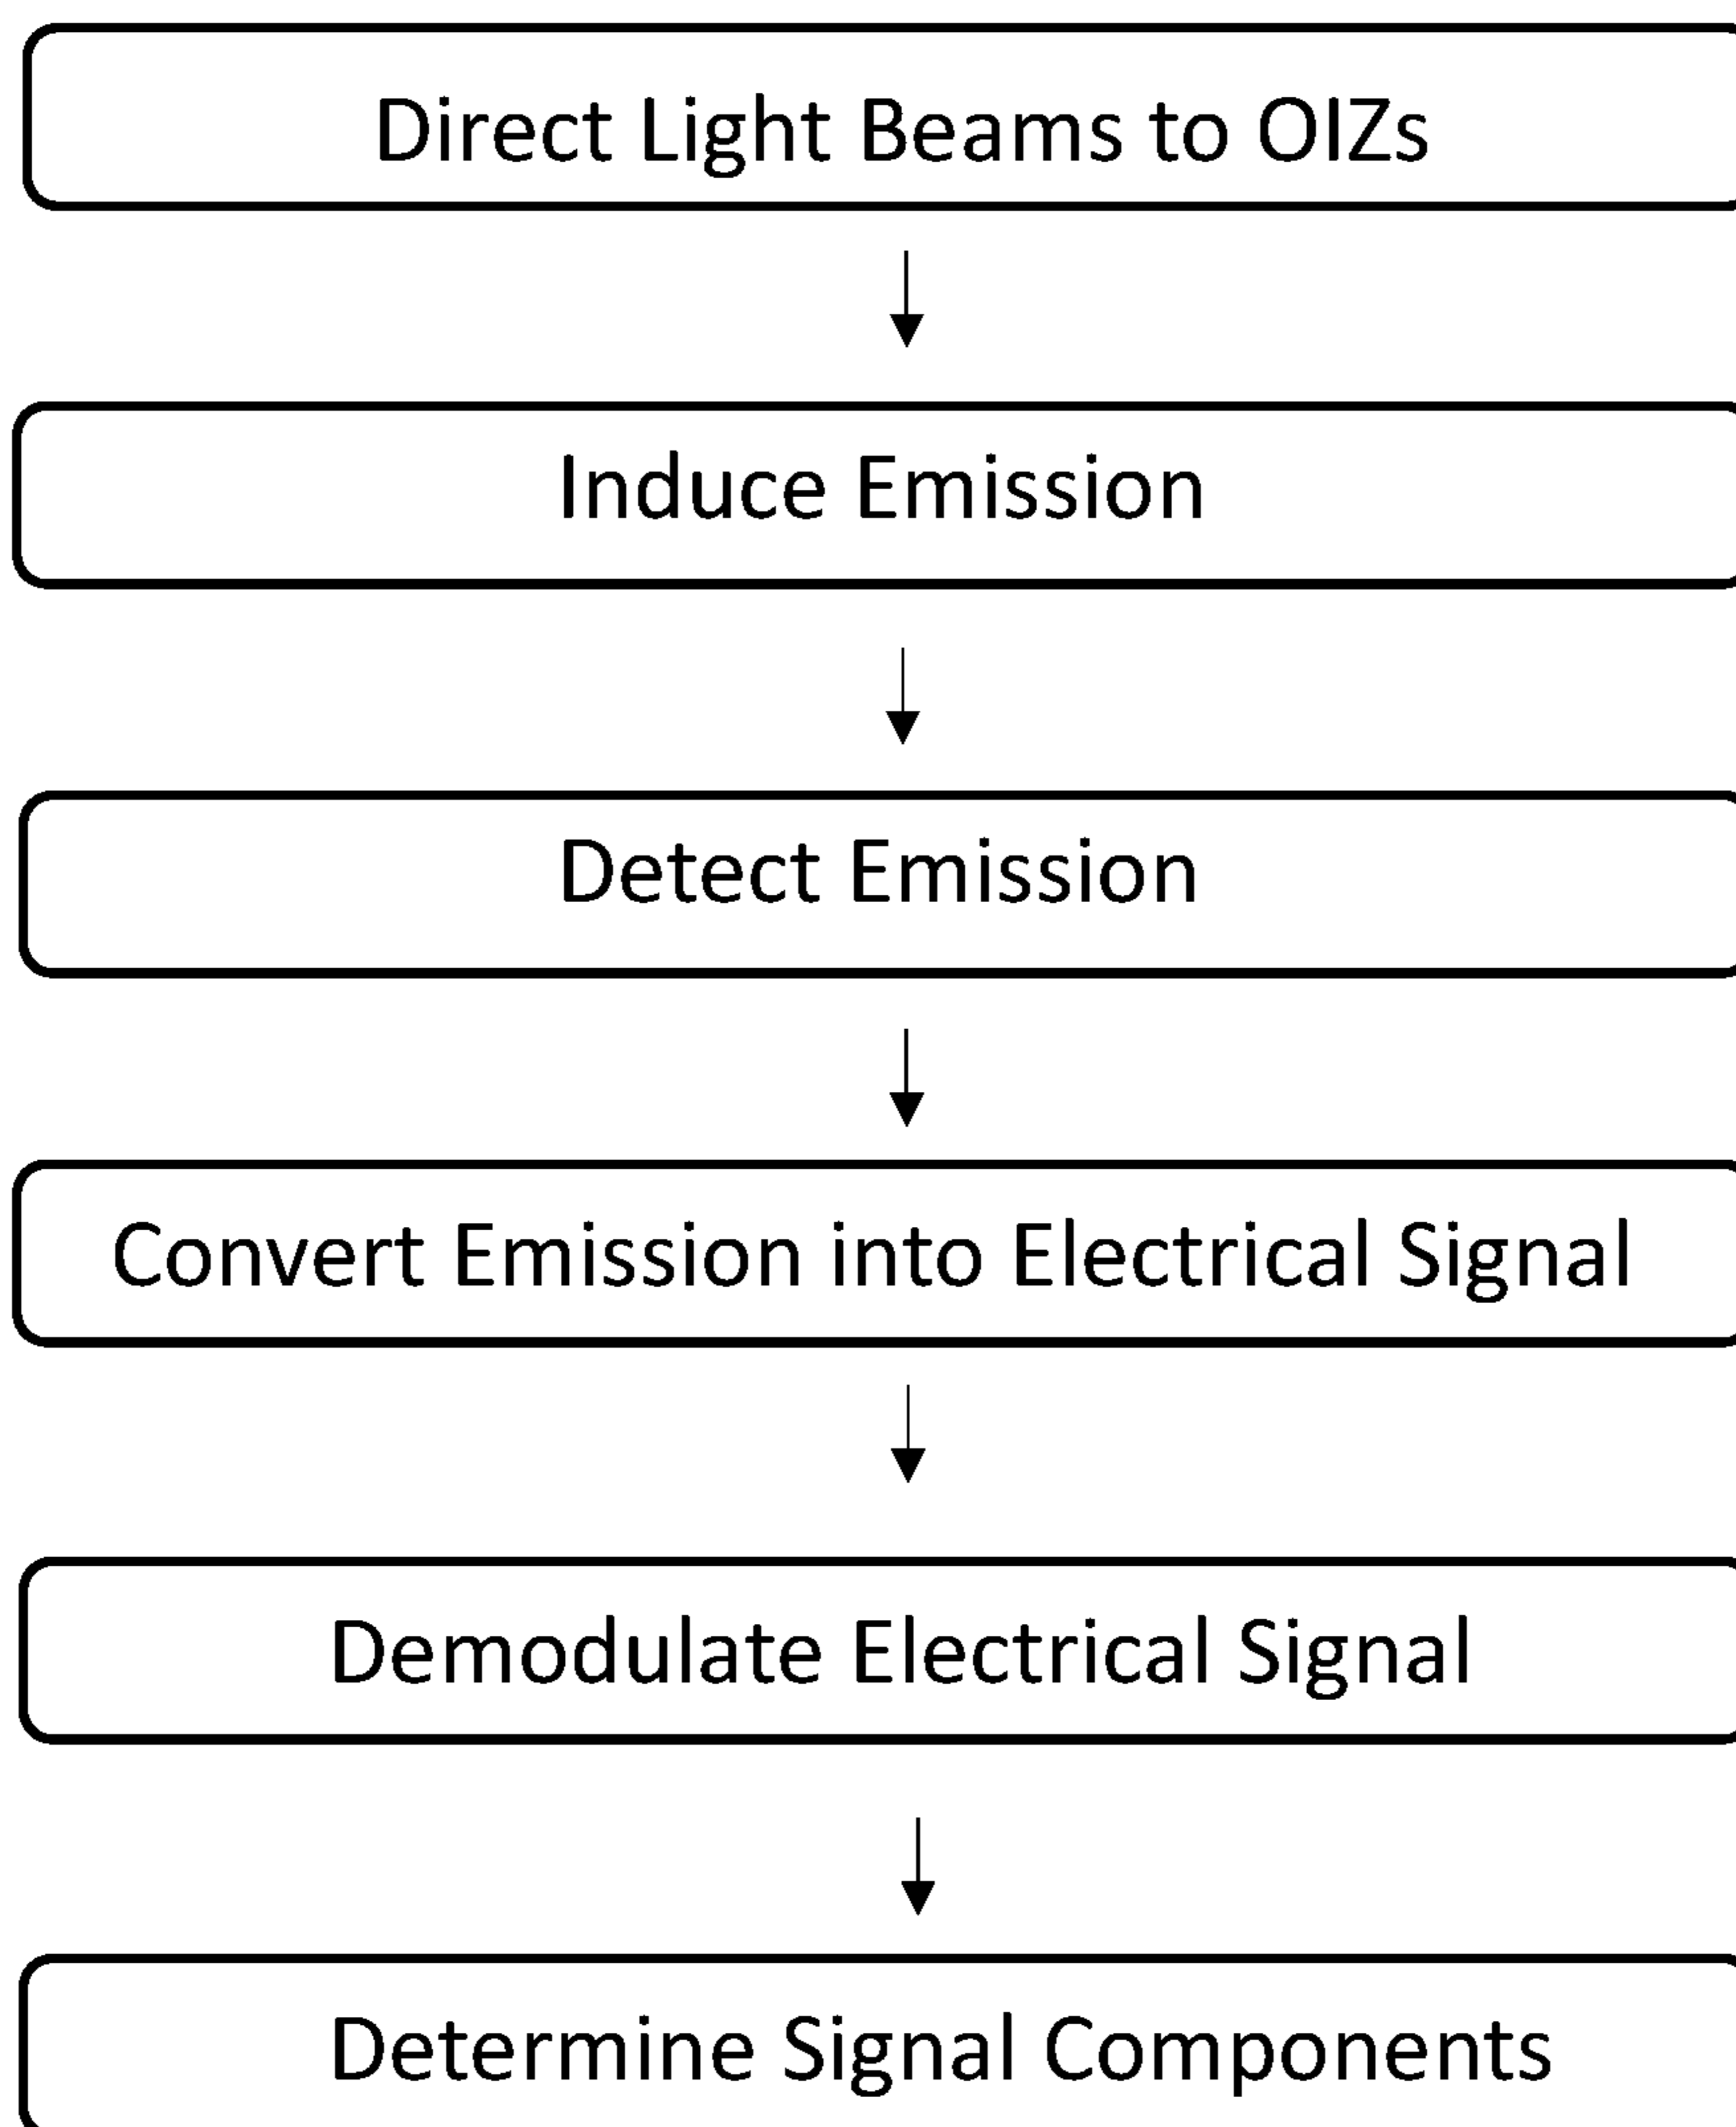 Direct Light Beams to OIZs
Induce Emission
Detect Emission
Convert Emission into Electrical Signal
Demodulate Electrical Signal
Determine Signal Components